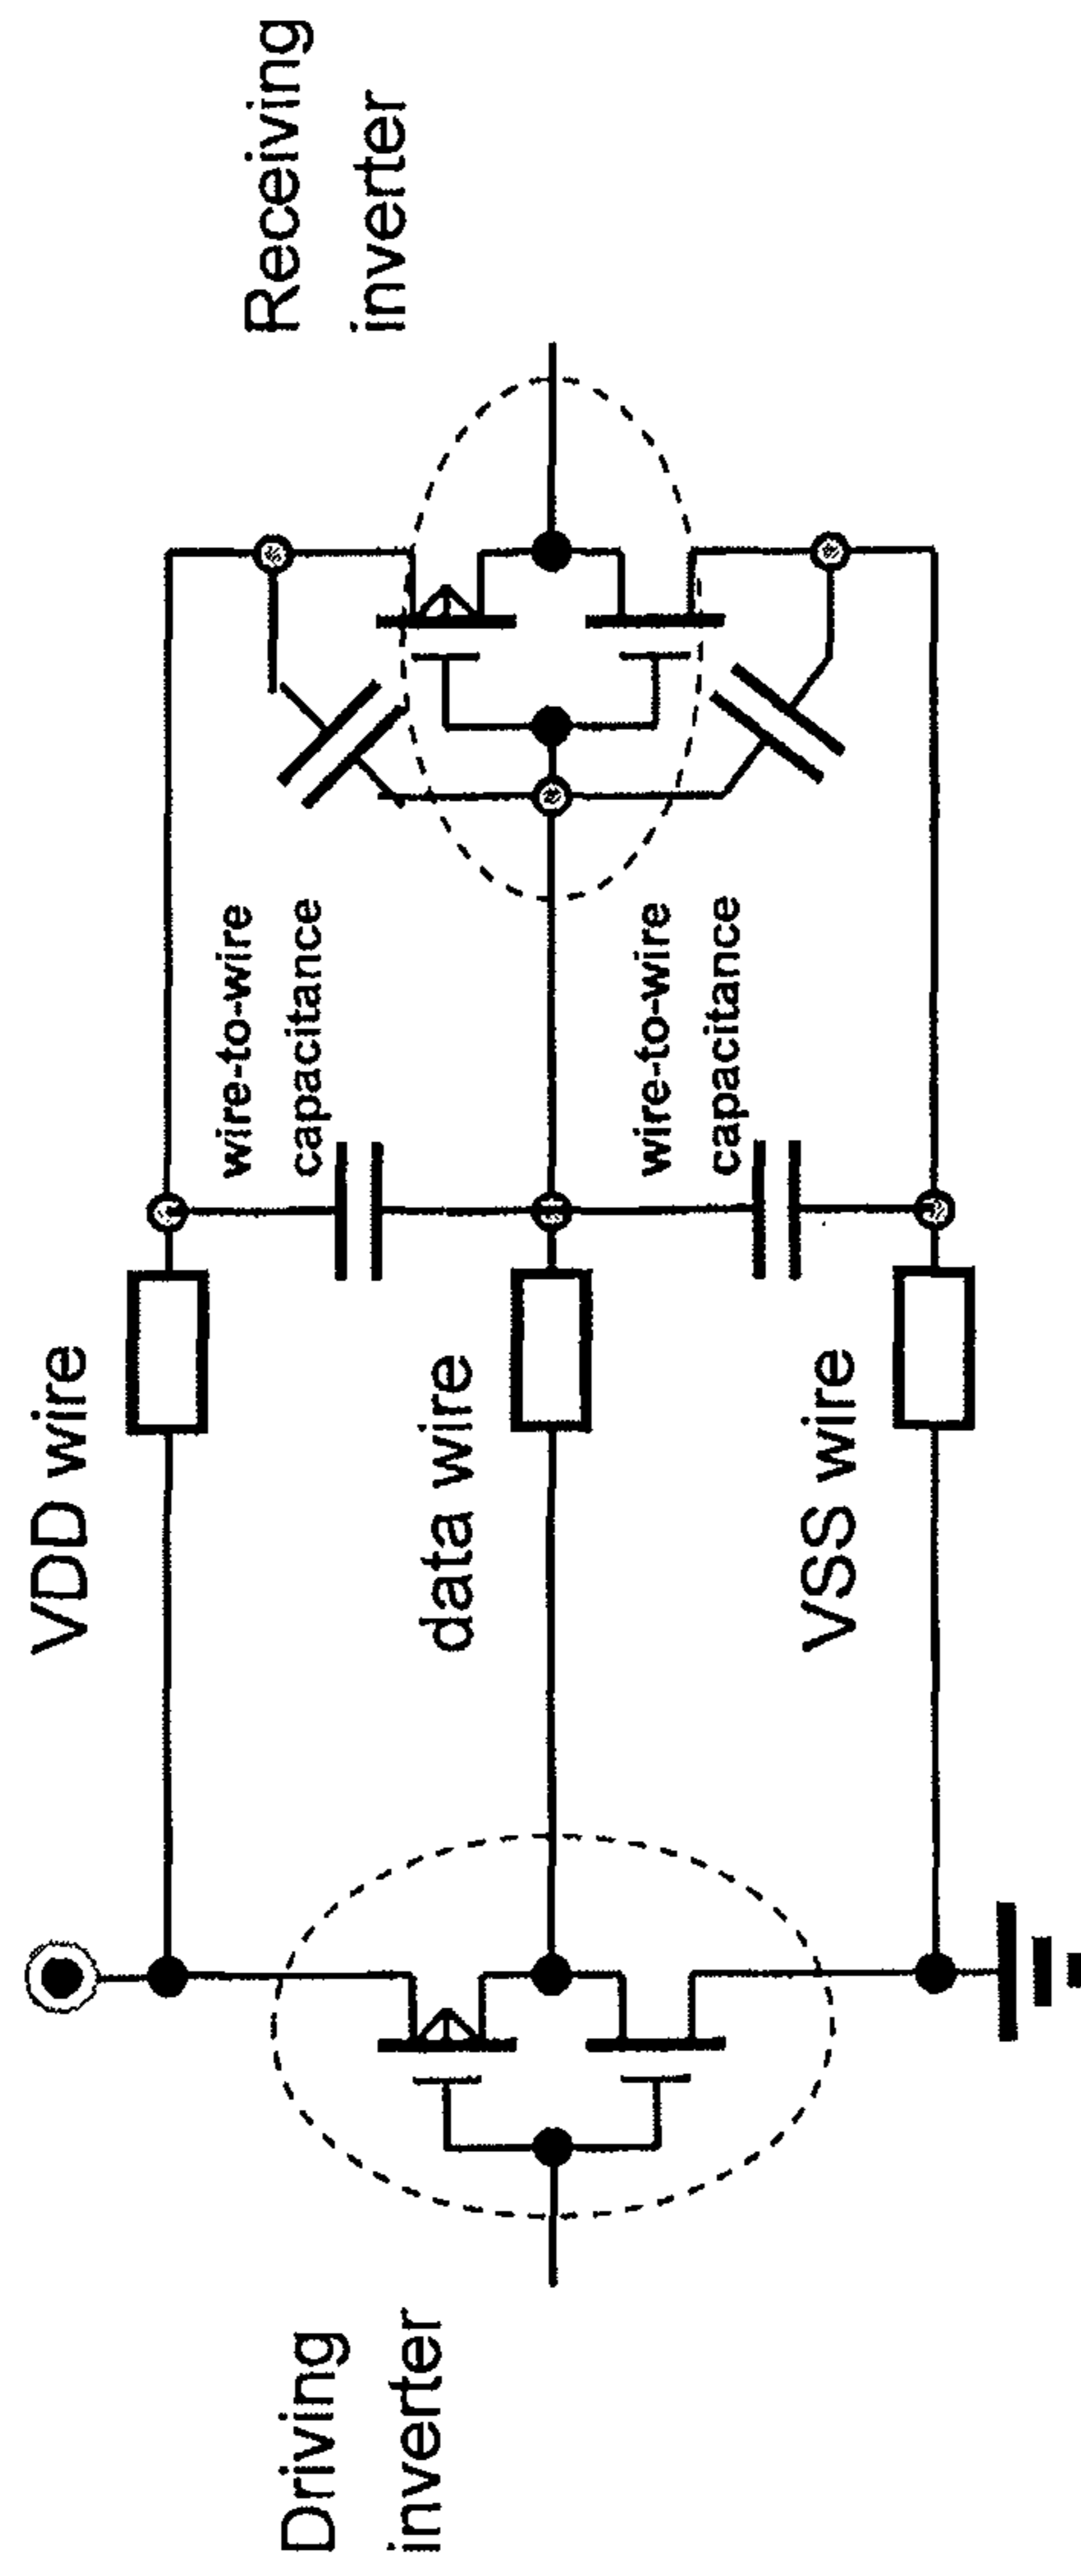 Driving
inverter
VDD wire
data wire
VSS wire
wire-to-wire
capacitance
wire-to-wire
capacitance
Receiving
inverter